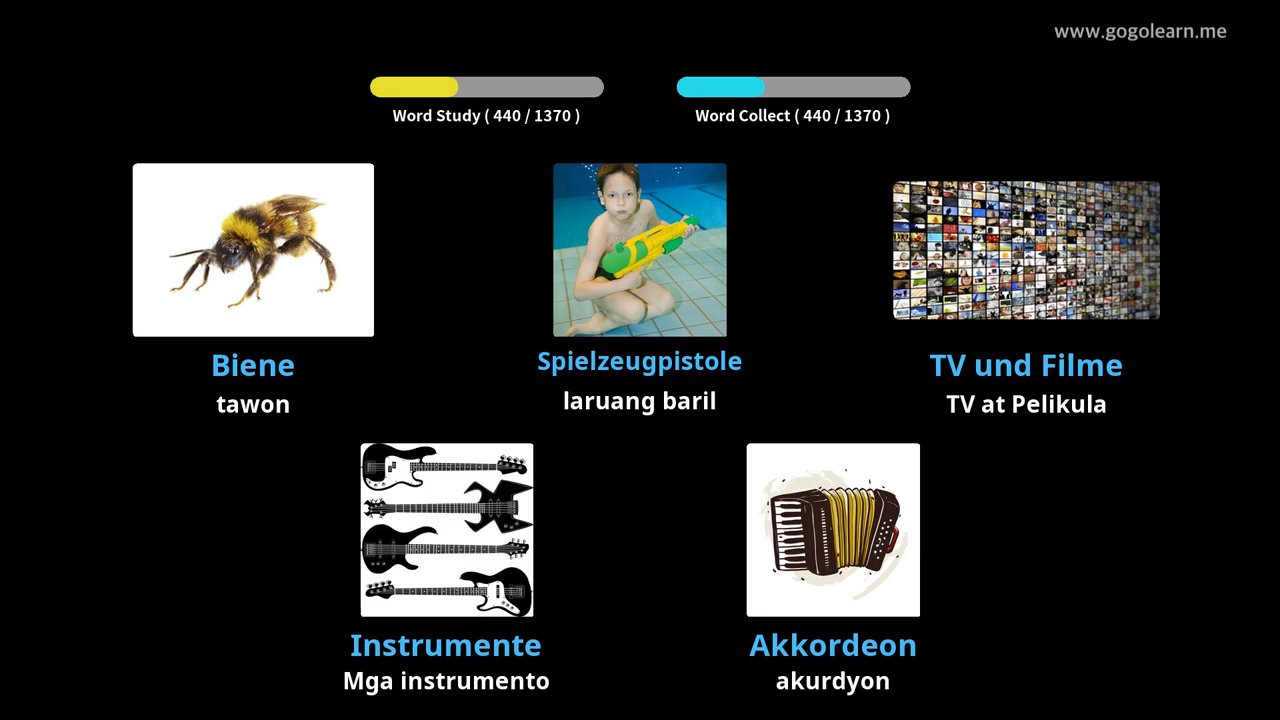 www.gogolearn.me
Word Study ( 440 / 1370 )
Word Collect ( 440 / 1370 )
Biene
tawon
Spielzeugpistole
laruang baril
TV und Filme
TV at Pelikula
Instrumente
Mga instrumento
Akkordeon
akurdyon